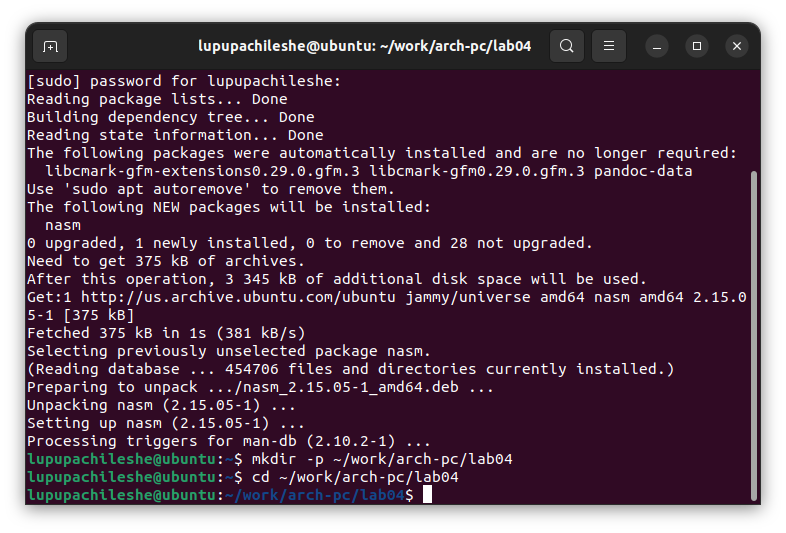 lupupachileshe@ubuntu: ~/work/arch-pc/lab04
[sudo] password for lupupachileshe:
Reading package lists... Done
Building dependency tree... Done
Reading state information... Done
The following packages were automatically installed and are no longer required:
  libcmark-gfm-extensions0.29.0.gfm.3 libcmark-gfm0.29.0.gfm.3 pandoc-data
Use 'sudo apt autoremove' to remove them.
The following NEW packages will be installed:
  nasm
0 upgraded, 1 newly installed, 0 to remove and 28 not upgraded.
Need to get 375 kB of archives.
After this operation, 3 345 kB of additional disk space will be used.
Get:1 http://us.archive.ubuntu.com/ubuntu jammy/universe amd64 nasm amd64 2.15.0
5-1 [375 kB]
Fetched 375 kB in 1s (381 kB/s)
Selecting previously unselected package nasm.
(Reading database ... 454706 files and directories currently installed.)
Preparing to unpack .../nasm_2.15.05-1_amd64.deb ...
Unpacking nasm (2.15.05-1) ...
Setting up nasm (2.15.05-1) ...
Processing triggers for man-db (2.10.2-1) ...
lupupachileshe@ubuntu:~$ mkdir -p ~/work/arch-pc/lab04
lupupachileshe@ubuntu:~$ cd ~/work/arch-pc/lab04
lupupachileshe@ubuntu:~/work/arch-pc/lab04$